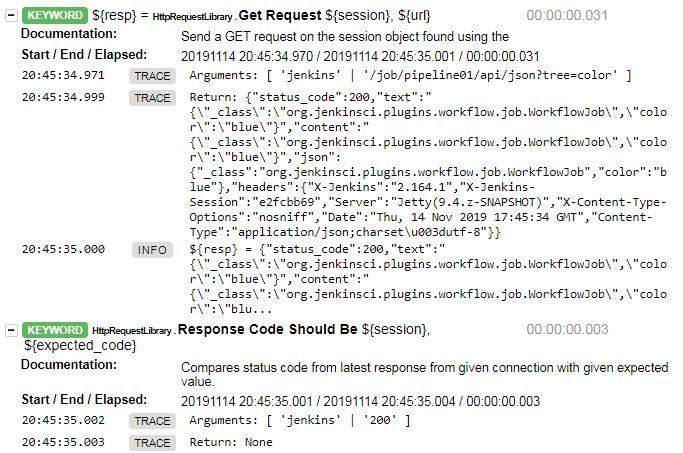 KEYWORD ${resp} = HttpRequestLibrary . Get Request ${session}, ${url} 00:00:00.031
Documentation: Send a GET request on the session object found using the
Start / End / Elapsed: 20191114 20:45:34.970 / 20191114 20:45:35.001 / 00:00:00.031
20:45:34.971 TRACE Arguments: [ 'jenkins' | '/job/pipeline01/api/json?tree=color' ]
20:45:34.999 TRACE Return: {"status_code":200,"text":"
{\"_class\":\"org.jenkinsci.plugins.workflow.job.WorkflowJob\",\"colo
r\":\"blue\"}","content":"
{\"_class\":\"org.jenkinsci.plugins.workflow.job.WorkflowJob\",\"colo
r\":\"blue\"}","json":
{"_class":"org.jenkinsci.plugins.workflow.job.WorkflowJob","color":"b
lue"},"headers":{"X-Jenkins":"2.164.1","X-Jenkins-
Session":"e2fcbb69","Server":"Jetty(9.4.z-SNAPSHOT)","X-Content-Type-
Options":"nosniff","Date":"Thu, 14 Nov 2019 17:45:34 GMT","Content-
Type":"application/json;charset\u003dutf-8"}}
20:45:35.000 INFO ${resp} = {"status_code":200,"text":"
{\"_class\":\"org.jenkinsci.plugins.workflow.job.WorkflowJob\",\"colo
r\":\"blue\"}","content":"
{\"_class\":\"org.jenkinsci.plugins.workflow.job.WorkflowJob\",\"colo
r\":\"blu...
KEYWORD HttpRequestLibrary . Response Code Should Be ${session}, 00:00:00.003
${expected_code}
Documentation: Compares status code from latest response from given connection with given expected
value.
Start / End / Elapsed: 20191114 20:45:35.001 / 20191114 20:45:35.004 / 00:00:00.003
20:45:35.002 TRACE Arguments: [ 'jenkins' | '200' ]
20:45:35.003 TRACE Return: None